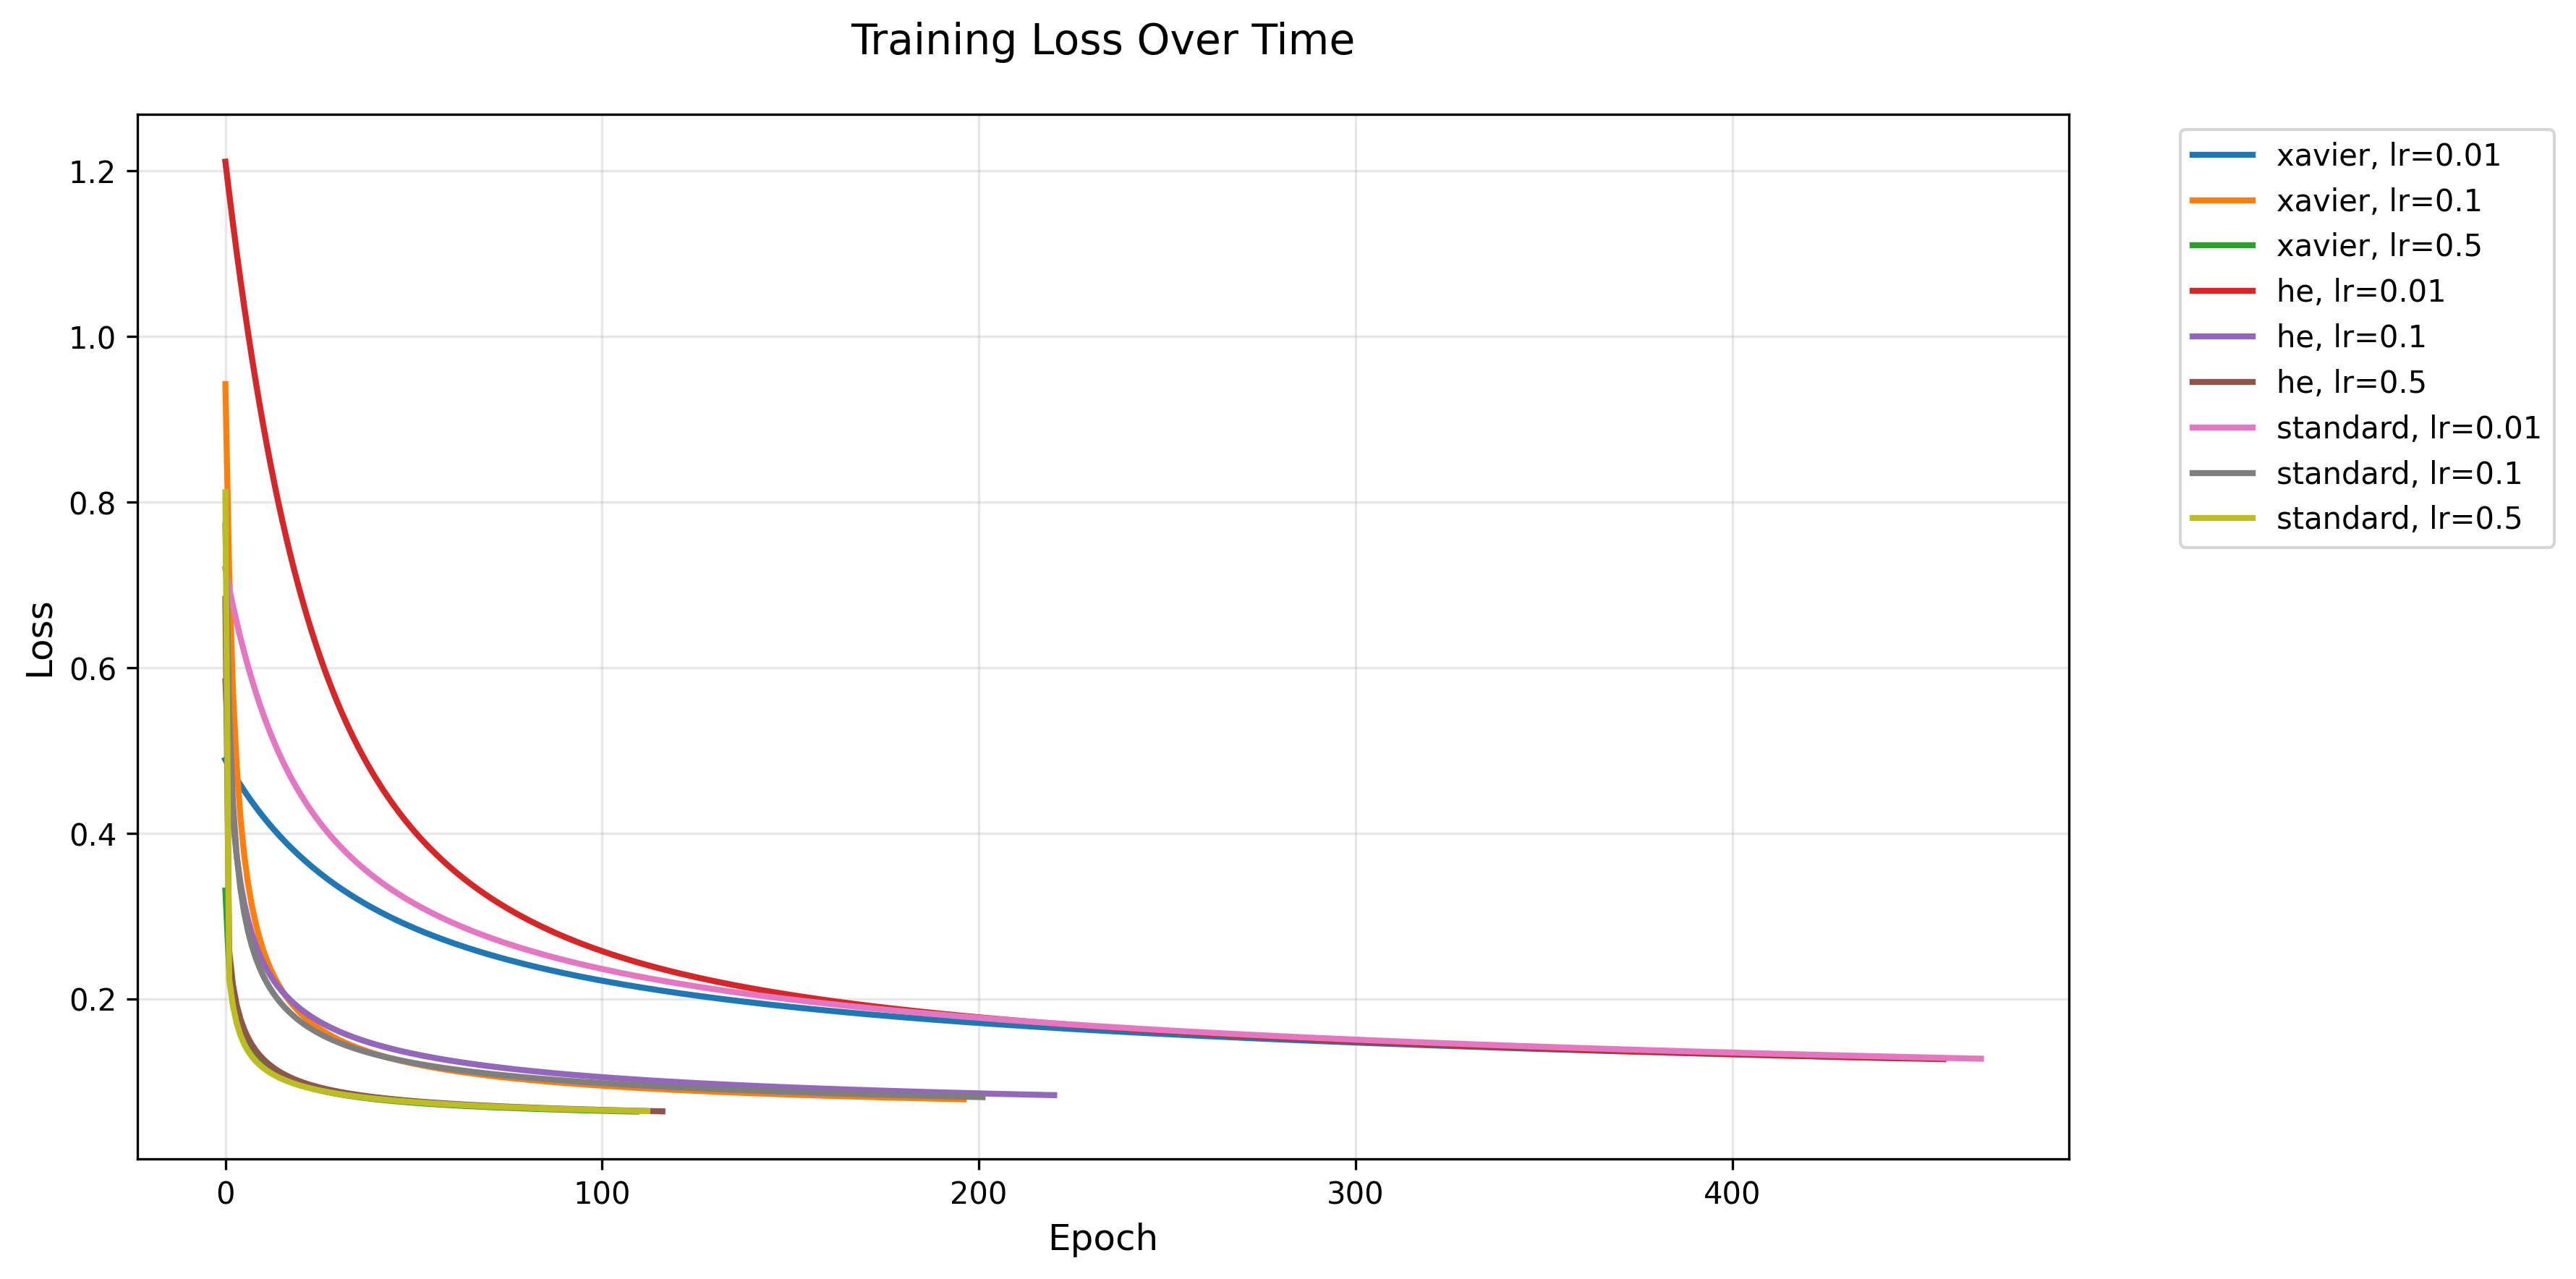 Training Loss Over Time
1.2
1.0
0.8
0.6
0.4
0.2
Loss
0 100 200 300 400
Epoch
xavier, lr=0.01
xavier, lr=0.1
xavier, lr=0.5
he, lr=0.01
he, lr=0.1
he, lr=0.5
standard, lr=0.01
standard, lr=0.1
standard, lr=0.5